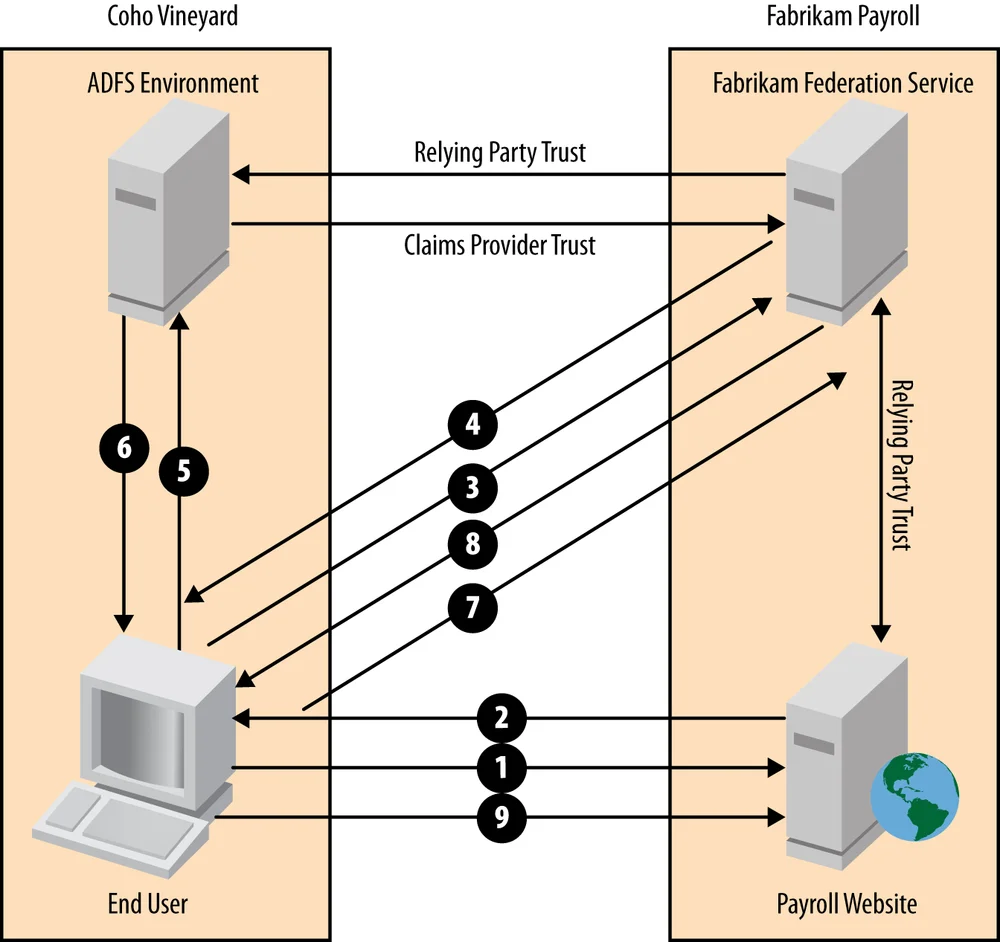 Coho Vineyard
Fabrikam Payroll
ADFS Environment
Fabrikam Federation Service
Relying Party Trust
Claims Provider Trust
4
3
8
7
6
5
Relying Party Trust
2
1
9
End User
Payroll Website